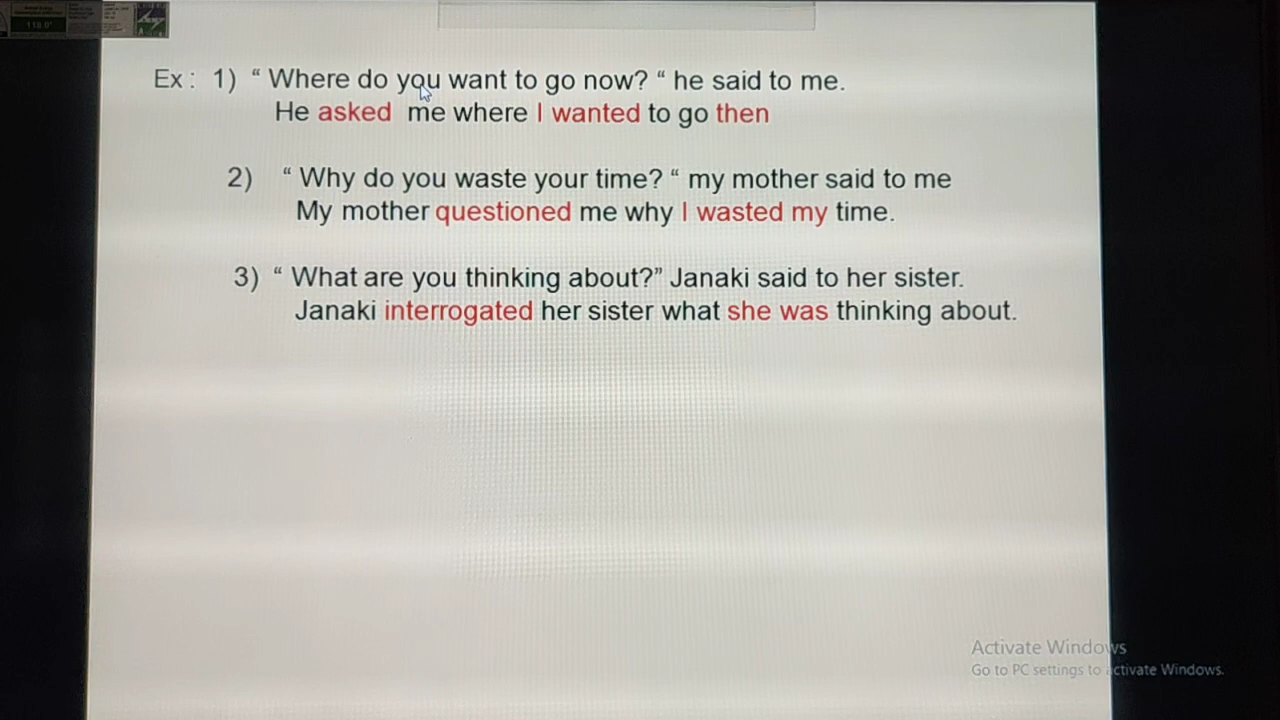 Ex: 1) “ Where do you want to go now? “ he said to me.
He asked me where I wanted to go then
2) “ Why do you waste your time? “ my mother said to me
My mother questioned me why I wasted my time.
3) “ What are you thinking about?” Janaki said to her sister.
Janaki interrogated her sister what she was thinking about.
Activate Windows
Go to PC settings to activate Windows.